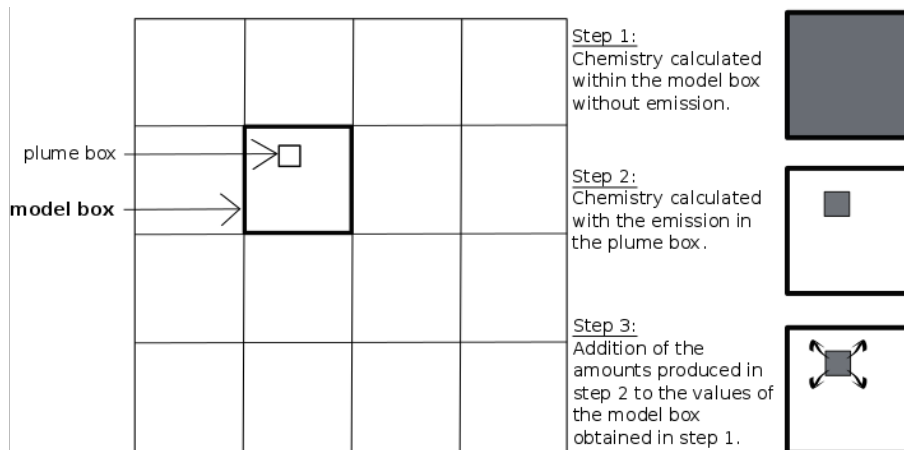 plume box
model box
Step 1:
Chemistry calculated
within the model box
without emission.
Step 2:
Chemistry calculated
with the emission in
the plume box.
Step 3:
Addition of the
amounts produced in
step 2 to the values of
the model box
obtained in step 1.